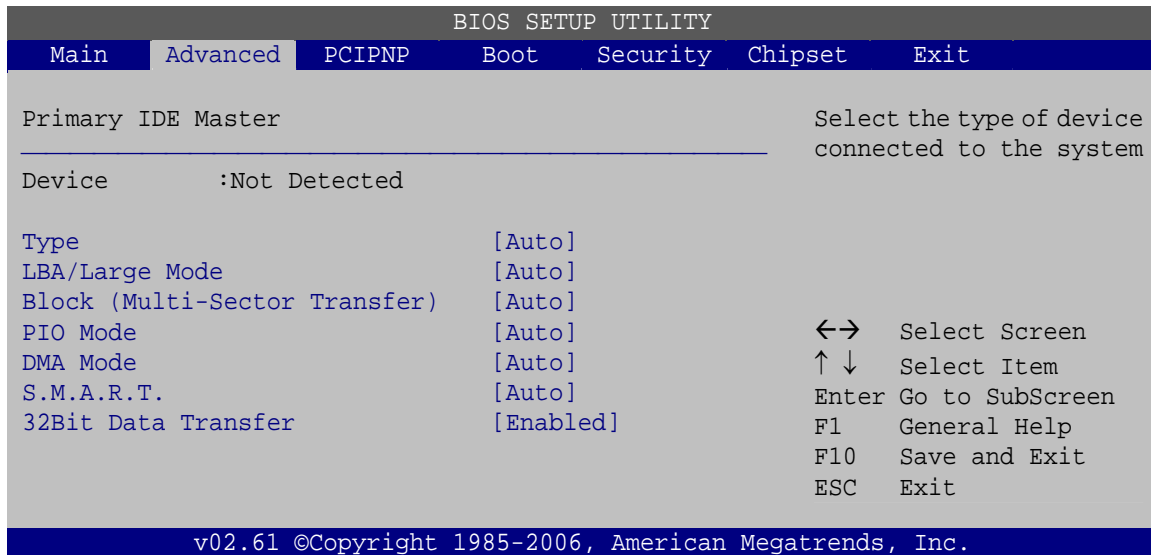 BIOS SETUP UTILITY
Main Advanced PCIPNP Boot Security Chipset Exit
Primary IDE Master
Device :Not Detected
Type [Auto]
LBA/Large Mode [Auto]
Block (Multi-Sector Transfer) [Auto]
PIO Mode [Auto]
DMA Mode [Auto]
S.M.A.R.T. [Auto]
32Bit Data Transfer [Enabled]
Select the type of device
connected to the system
←→ Select Screen
↑ ↓ Select Item
Enter Go to SubScreen
F1 General Help
F10 Save and Exit
ESC Exit
v02.61 ©Copyright 1985-2006, American Megatrends, Inc.